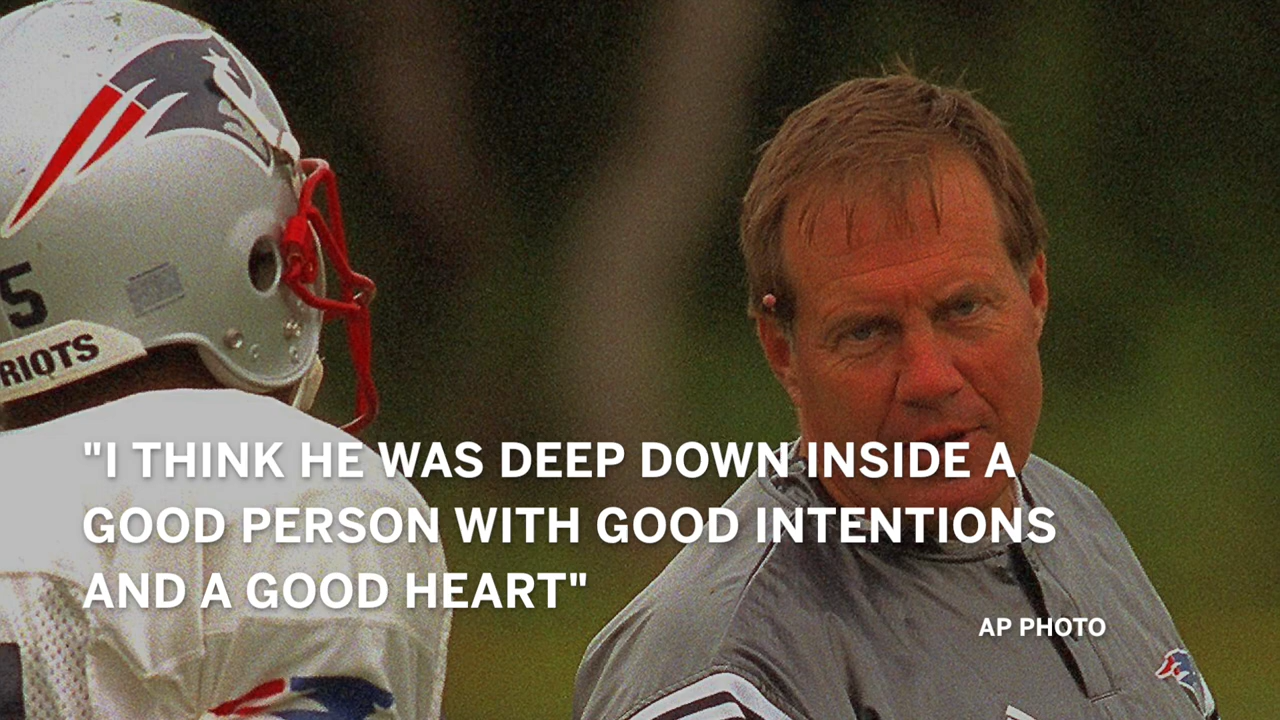 5
RIOTS
"I THINK HE WAS DEEP DOWN INSIDE A
GOOD PERSON WITH GOOD INTENTIONS
AND A GOOD HEART"
AP PHOTO